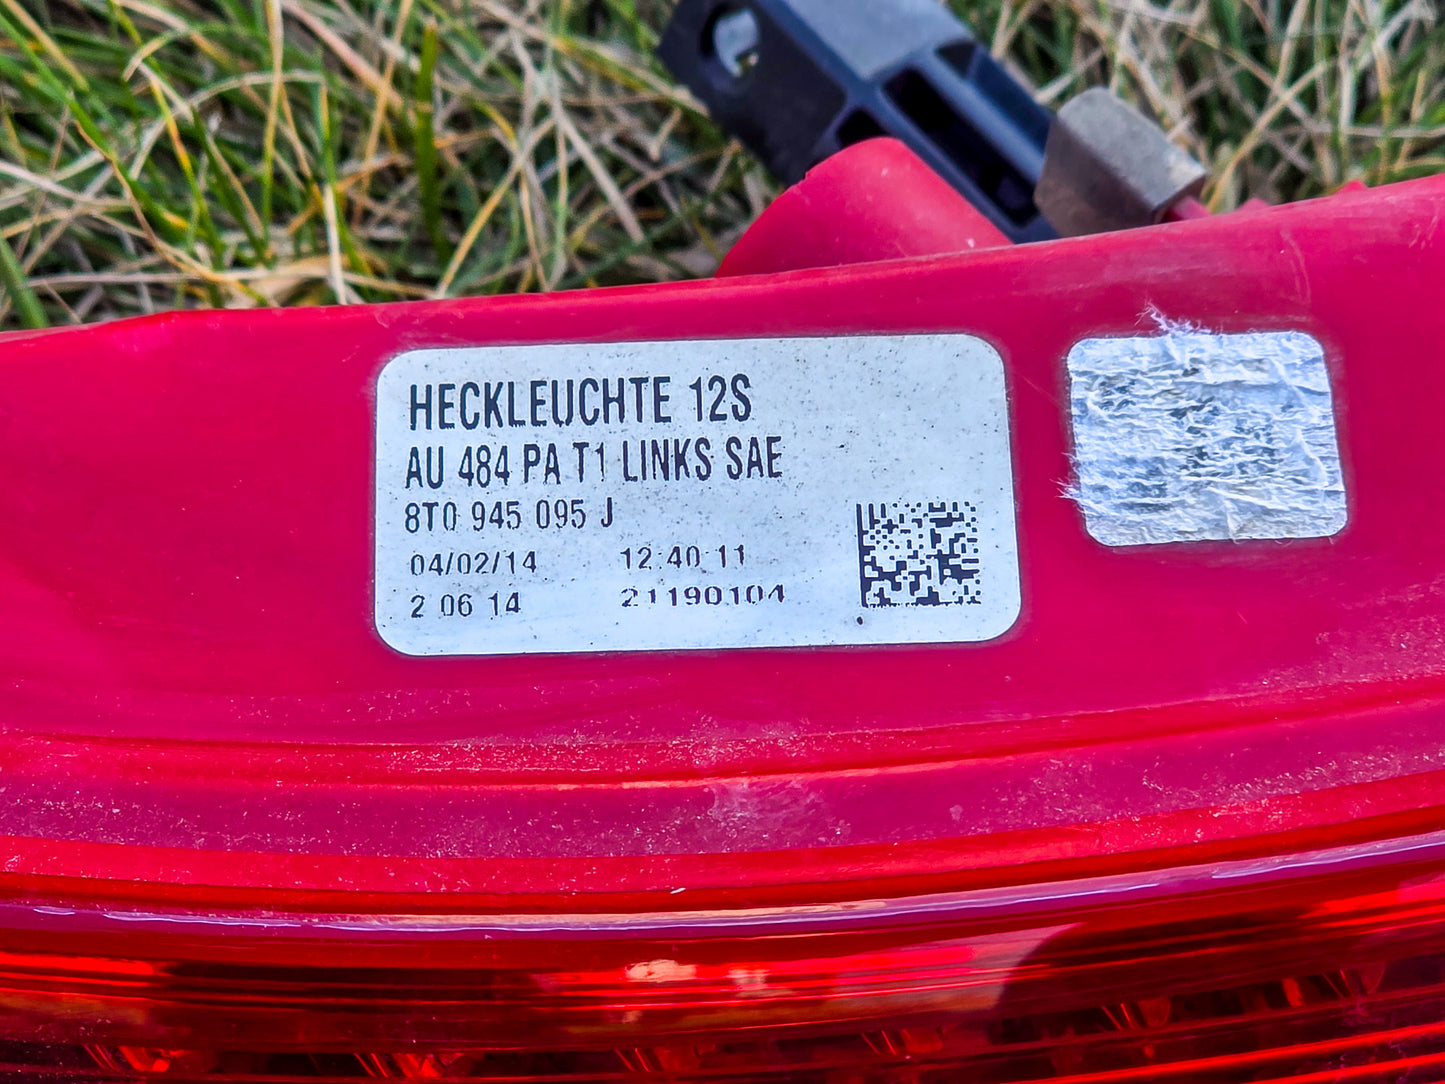 HECKLEUCHTE 12S
AU 484 PA T1 LINKS SAE
8T0 945 095 J
04/02/14 12:40:11
2 06 14 21190104